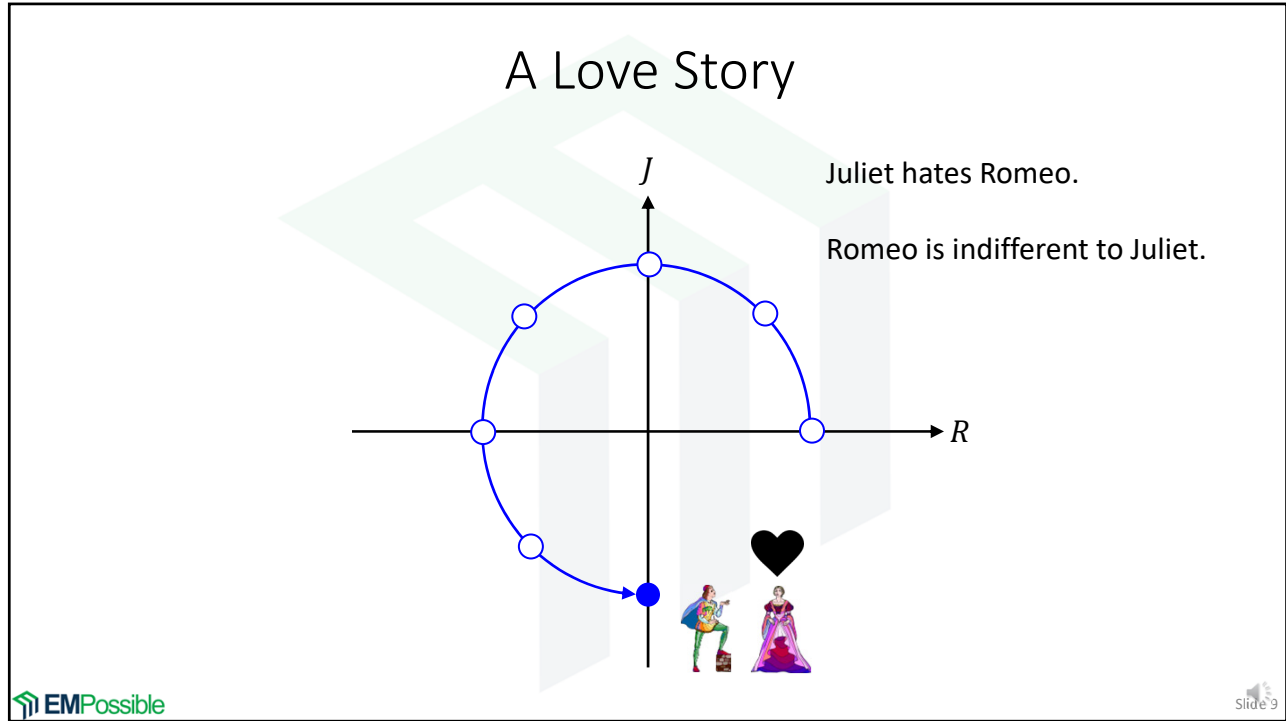 A Love Story
J
Juliet hates Romeo.
Romeo is indifferent to Juliet.
R
EMPossible
Slide 9